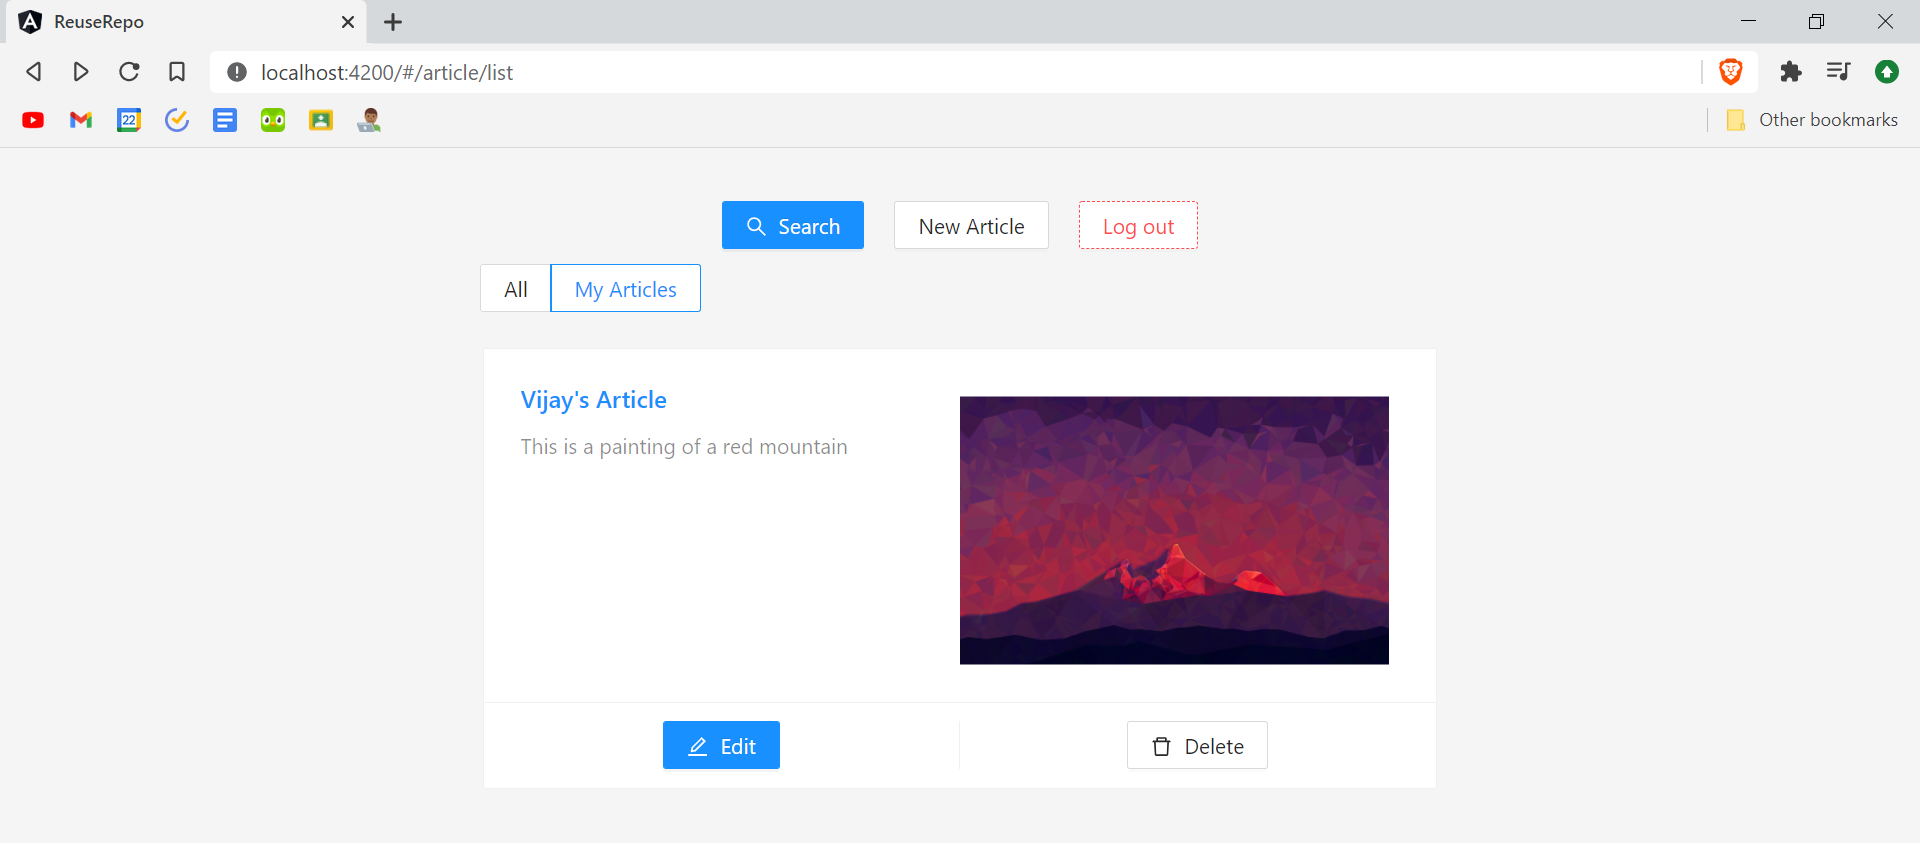 ReuseRepo
localhost:4200/#/article/list
22
Other bookmarks
Search
New Article
Log out
All
My Articles
Vijay's Article
This is a painting of a red mountain
Edit
Delete